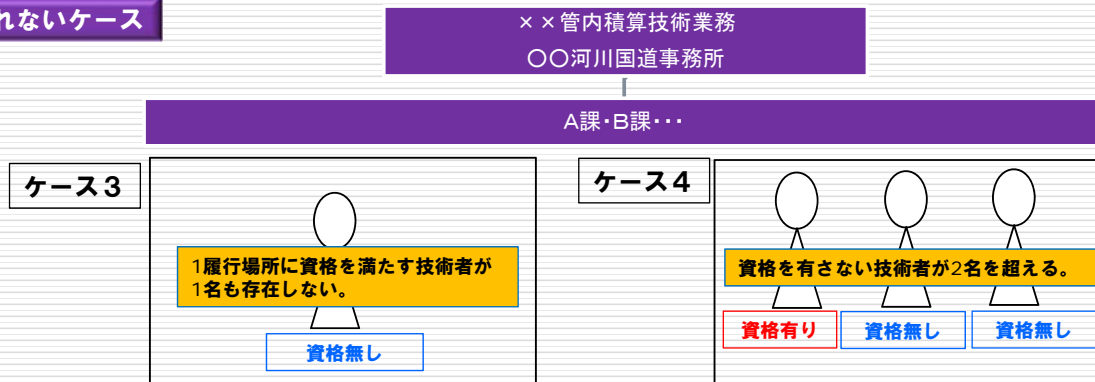 れないケース
××管内積算技術業務
〇〇河川国道事務所
A課・B課・・・
ケース3
ケース4
1履行場所に資格を満たす技術者が
1名も存在しない。
資格を有さない技術者が2名を超える。
資格無し
資格有り
資格無し
資格無し